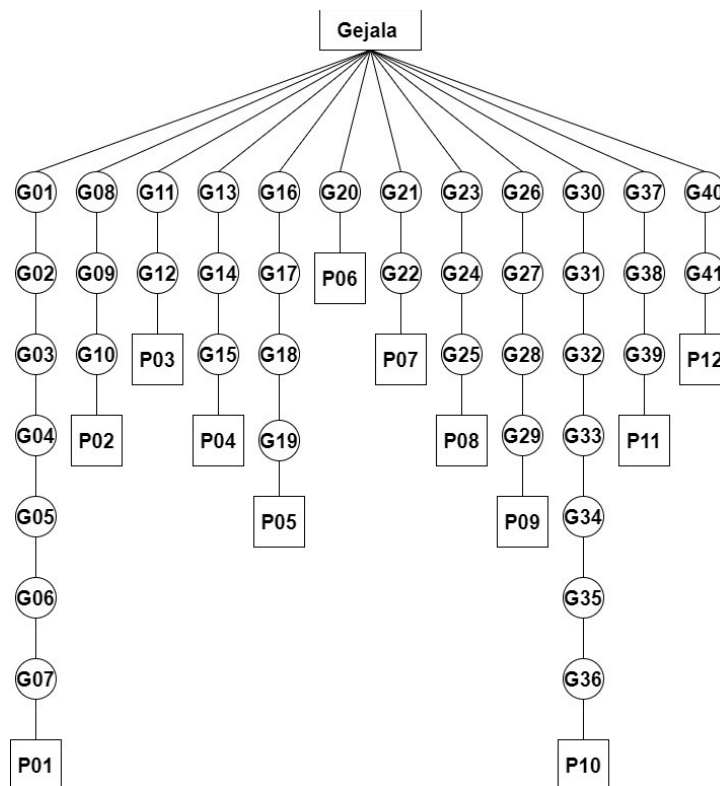 Gejala
G01 G08 G11 G13 G16 G20 G21 G23 G26 G30 G37 G40
G02 G09 G12 G14 G17 P06 G22 G24 G27 G31 G38 G41
G03 G10 P03 G15 G18 P07 G25 G28 G32 G39 P12
G04 P02 P04 G19 P08 G29 G33 P11
G05 P05 P09 G34
G06 G35
G07 G36
P01 P10